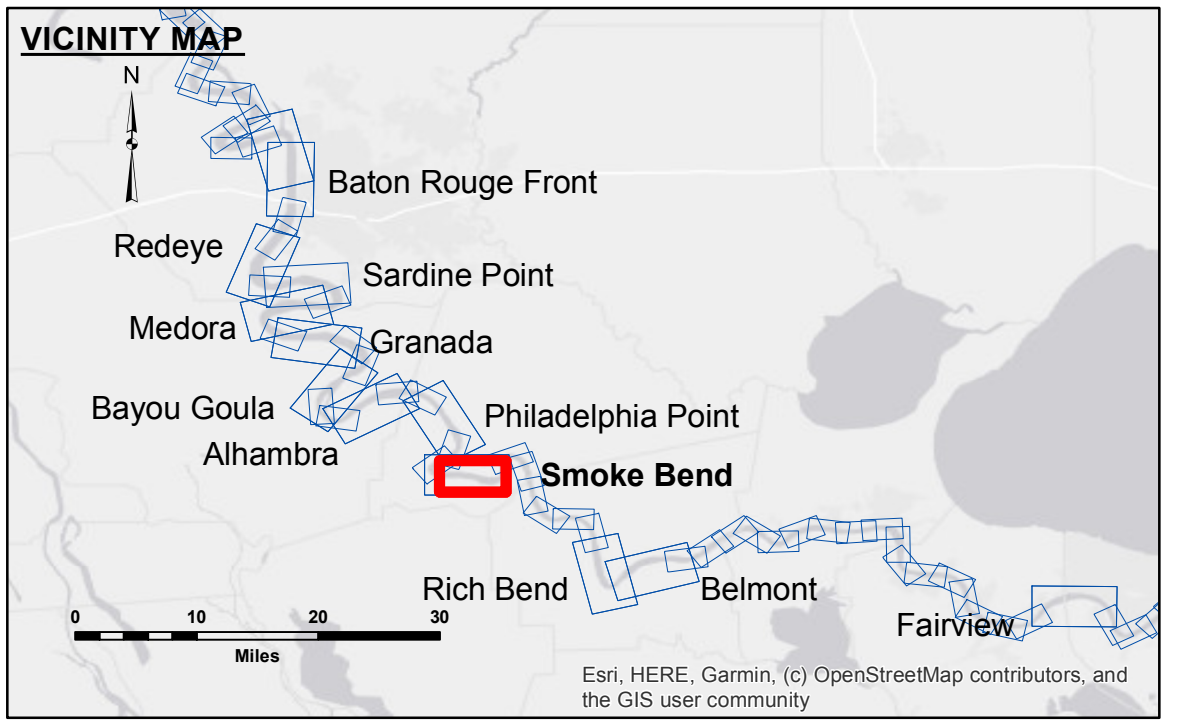 VICINITY MAP
N
Baton Rouge Front
Redeye
Sardine Point
Medora
Granada
Bayou Goula
Philadelphia Point
Alhambra
Smoke Bend
Rich Bend
Belmont
Fairview
0 10 20 30
Miles
Esri, HERE, Garmin, (c) OpenStreetMap contributors, and
the GIS user community